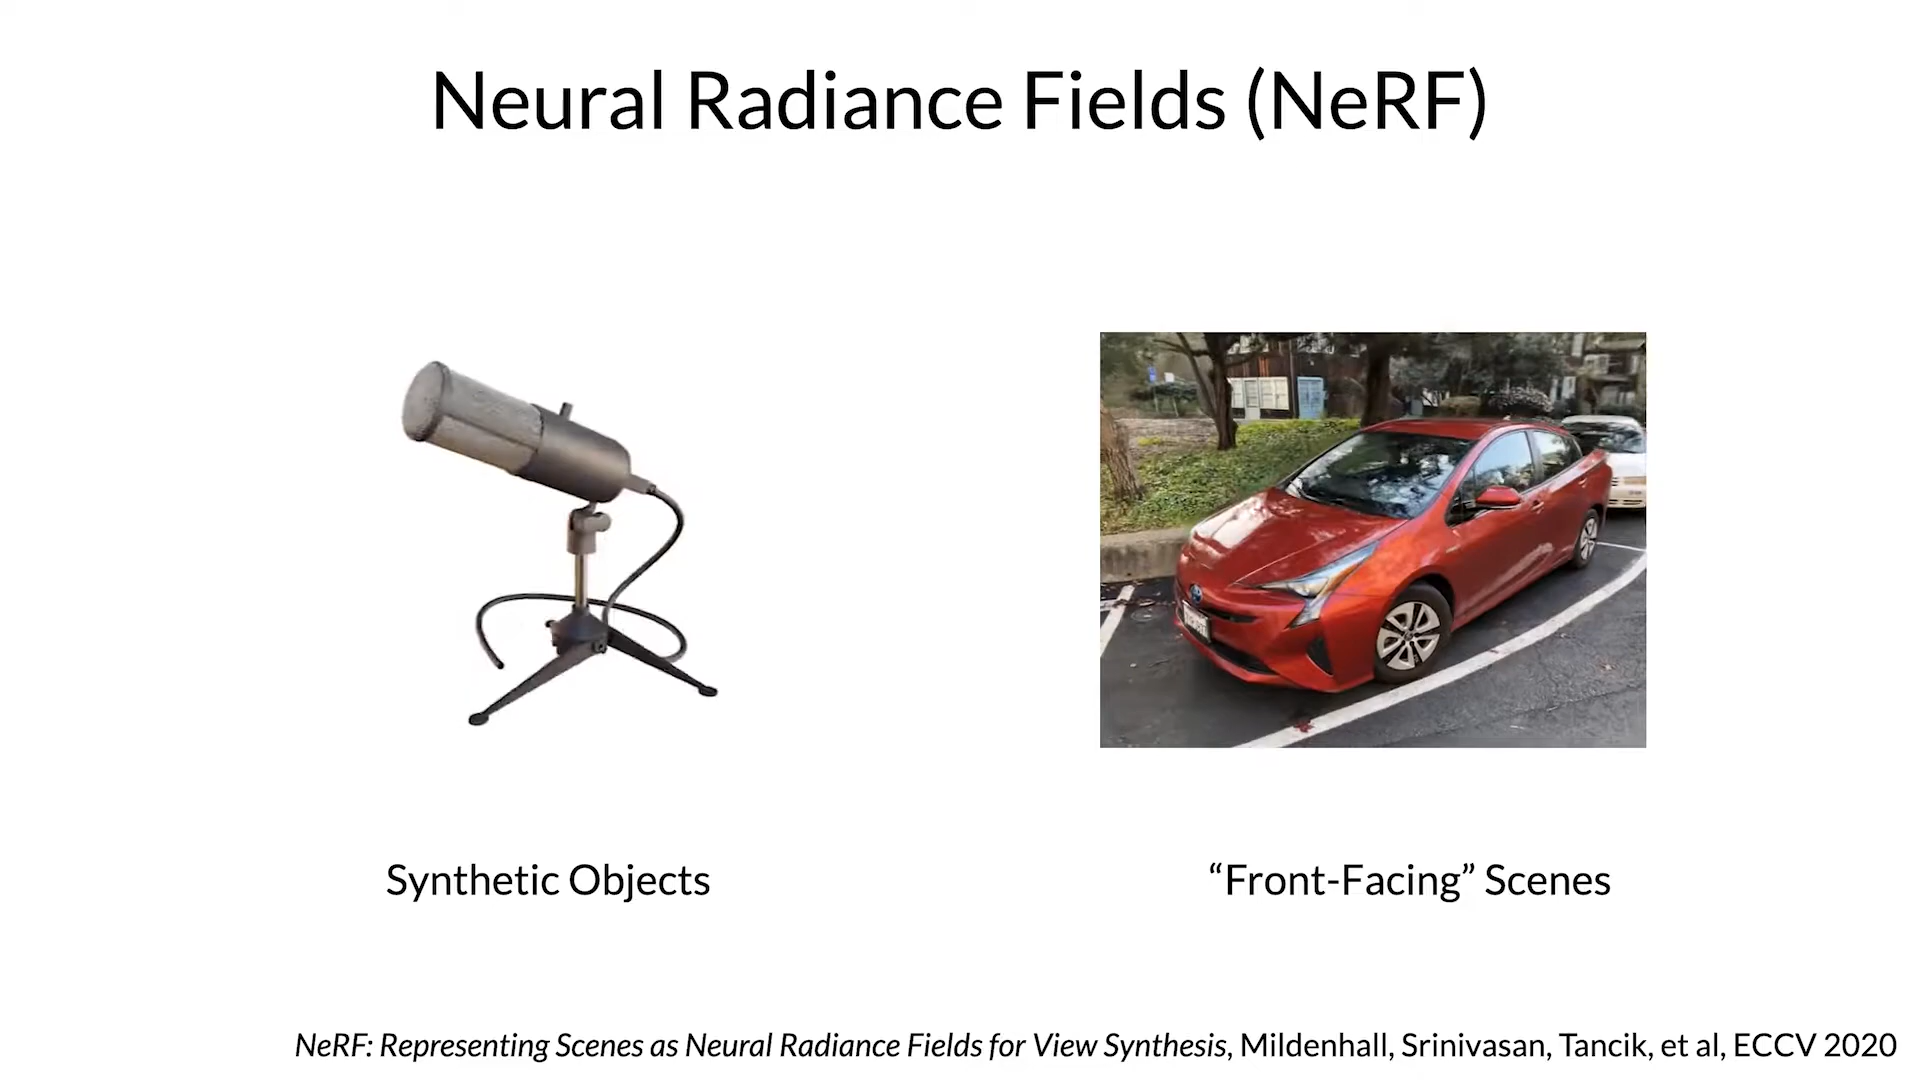 Neural Radiance Fields (NeRF)
Synthetic Objects
“Front-Facing” Scenes
NeRF: Representing Scenes as Neural Radiance Fields for View Synthesis, Mildenhall, Srinivasan, Tancik, et al, ECCV 2020